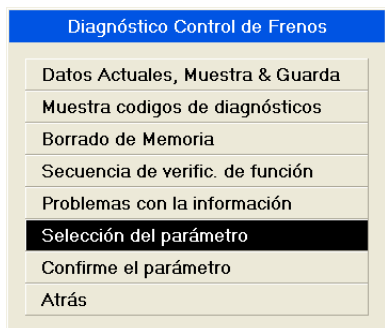 Diagnóstico Control de Frenos
Datos Actuales, Muestra & Guarda
Muestra codigos de diagnósticos
Borrado de Memoria
Secuencia de verific. de función
Problemas con la información
Selección del parámetro
Confirme el parámetro
Atrás